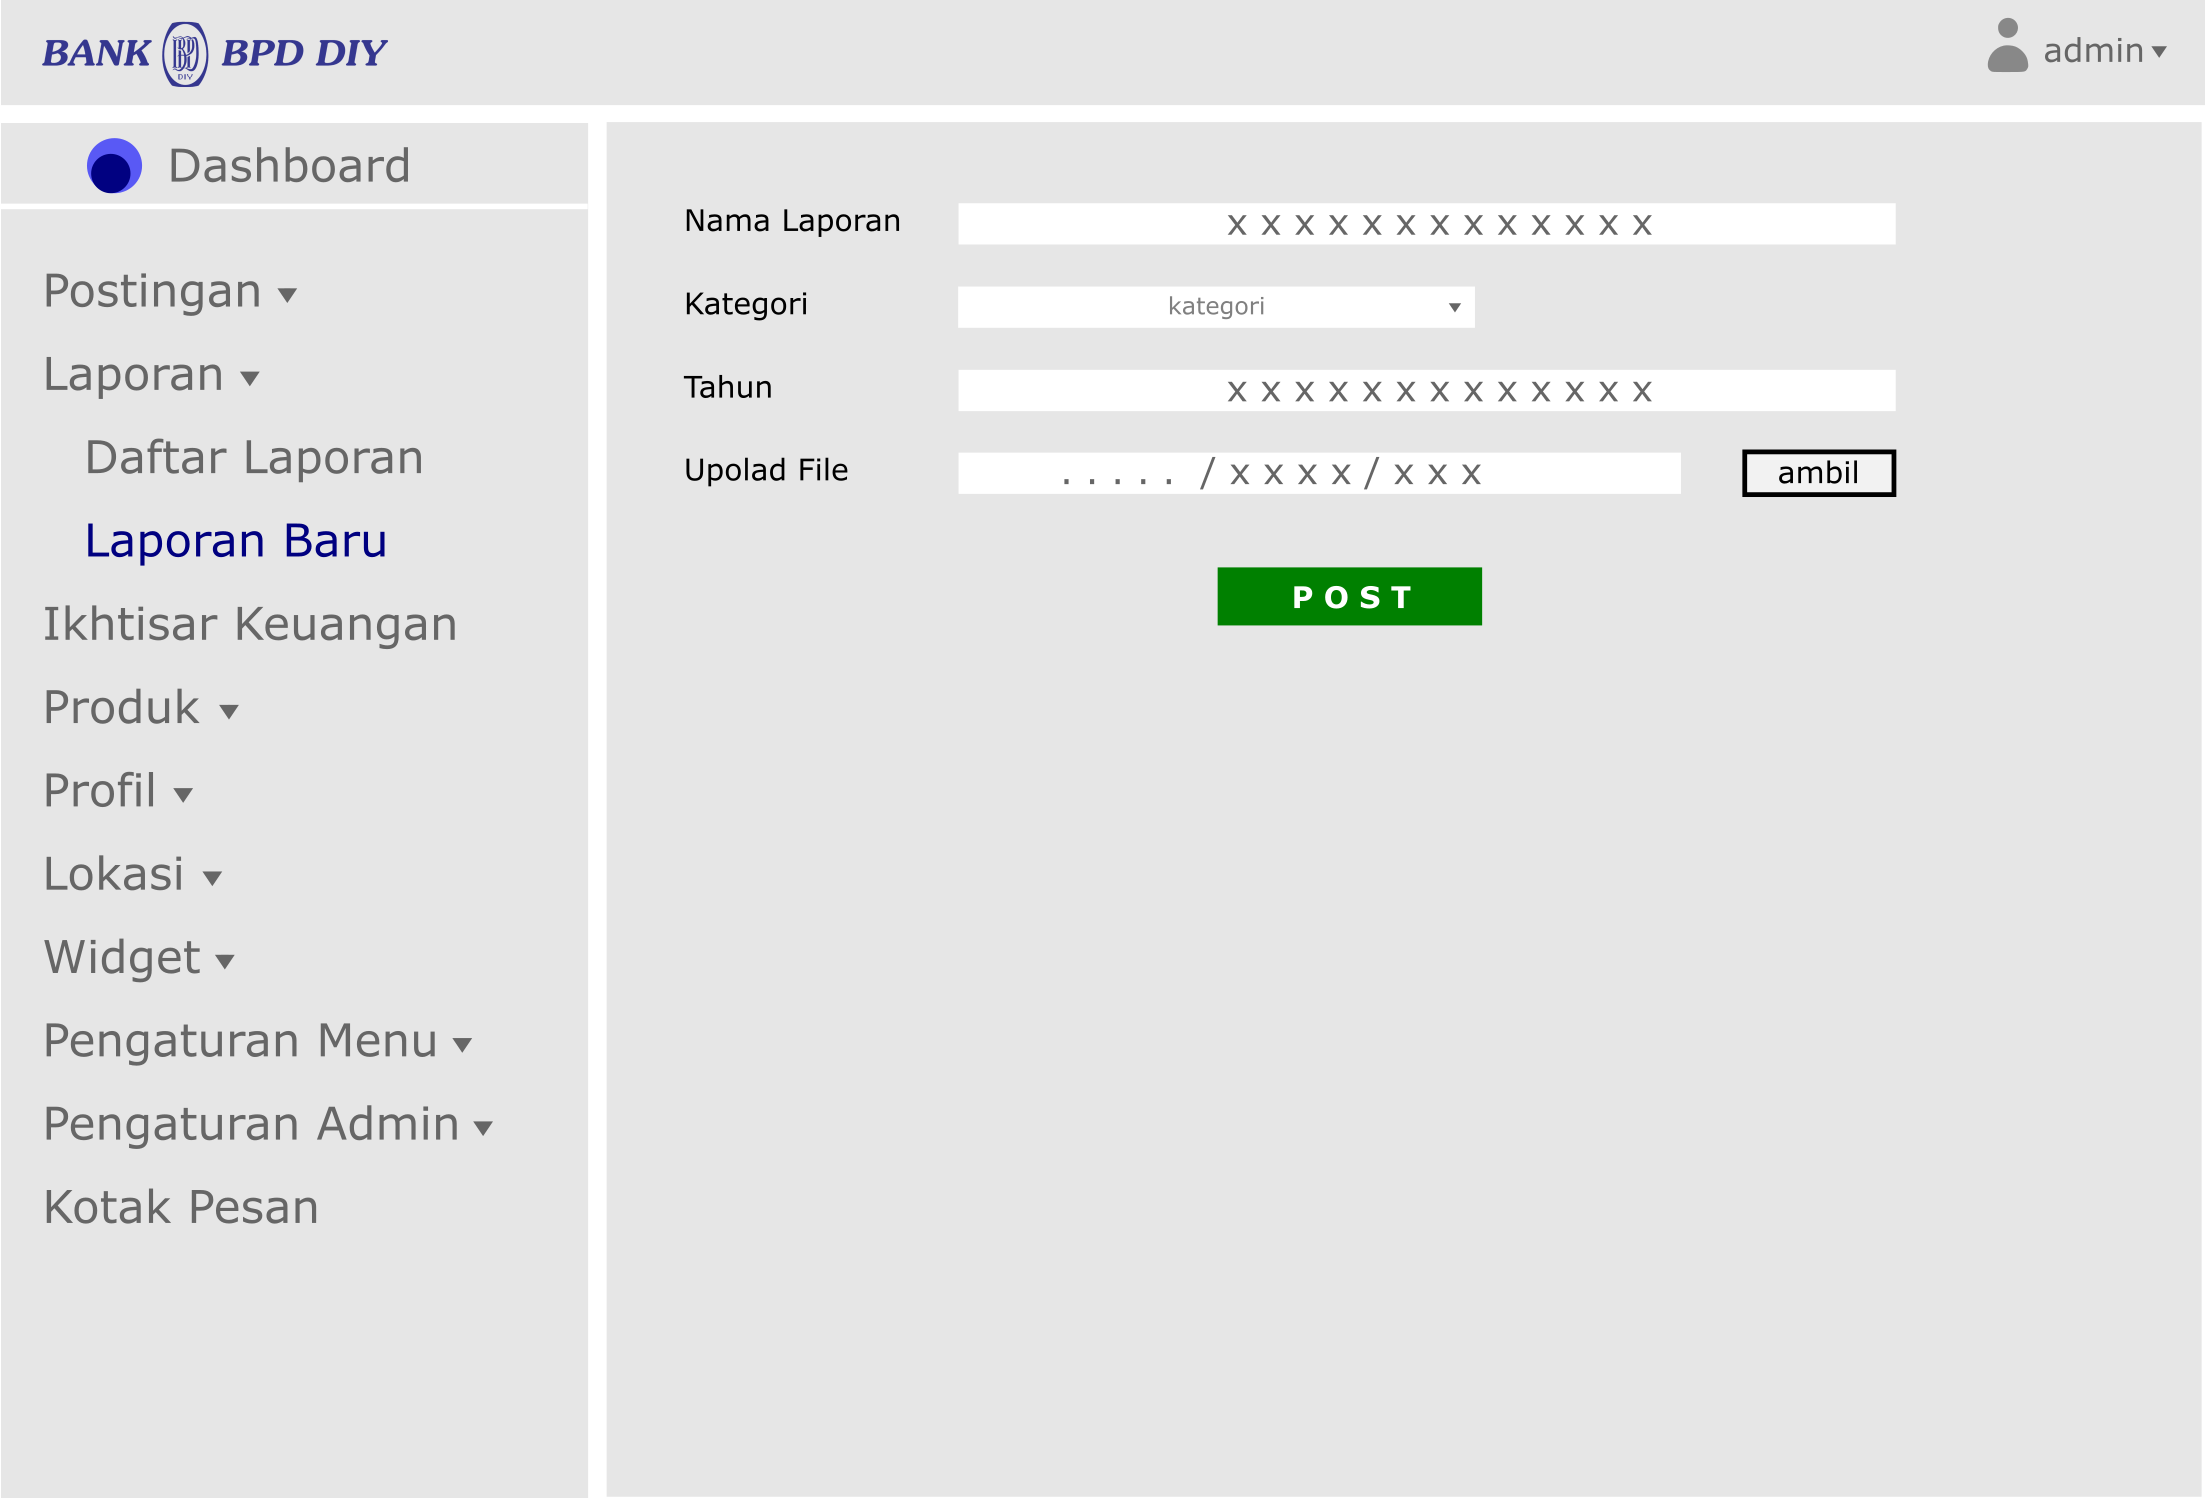 BANK BPD DIY
DIY
admin
Dashboard
Postingan
Laporan
Daftar Laporan
Laporan Baru
Ikhtisar Keuangan
Produk
Profil
Lokasi
Widget
Pengaturan Menu
Pengaturan Admin
Kotak Pesan
Nama Laporan x x x x x x x x x x x x x
Kategori kategori
Tahun x x x x x x x x x x x x x
Upolad File . . . . . / x x x x / x x x ambil
P O S T